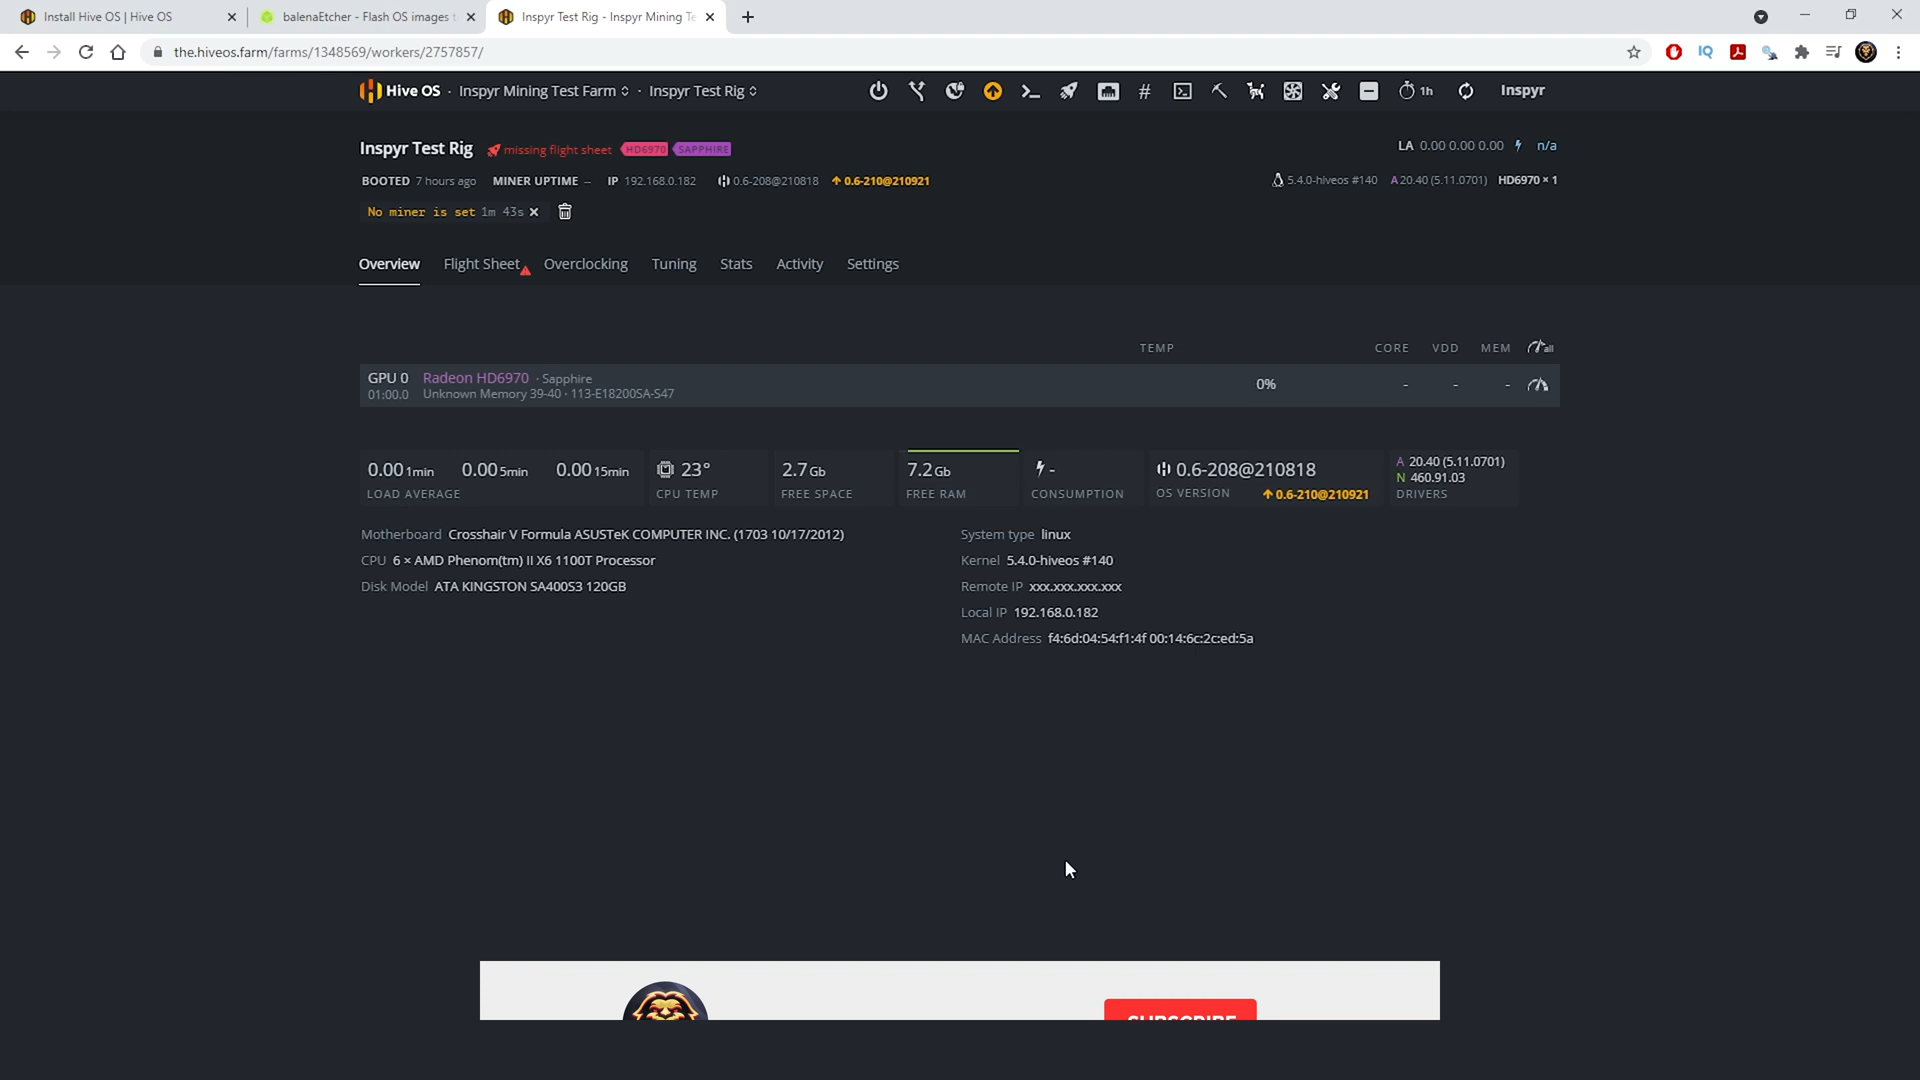 Install Hive OS | Hive OS
balenaEtcher - Flash OS images t
Inspyr Test Rig - Inspyr Mining Te
the.hiveos.farm/farms/1348569/workers/2757857/
Hive OS · Inspyr Mining Test Farm · Inspyr Test Rig
1h
Inspyr
Inspyr Test Rig missing flight sheet HD6970 SAPPHIRE
LA 0.00 0.00 0.00 n/a
BOOTED 7 hours ago MINER UPTIME -- IP 192.168.0.182 0.6-208@210818 0.6-210@210921
5.4.0-hiveos #140 A 20.40 (5.11.0701) HD6970 × 1
No miner is set 1m 43s
Overview Flight Sheet Overclocking Tuning Stats Activity Settings
TEMP CORE VDD MEM all
GPU 0 Radeon HD6970 · Sapphire
01:00.0 Unknown Memory 39-40 · 113-E18200SA-S47
0% - - -
0.00 1min 0.00 5min 0.00 15min
LOAD AVERAGE
23°
CPU TEMP
2.7 Gb
FREE SPACE
7.2 Gb
FREE RAM
-
CONSUMPTION
0.6-208@210818
OS VERSION 0.6-210@210921
A 20.40 (5.11.0701)
N 460.91.03
DRIVERS
Motherboard Crosshair V Formula ASUSTeK COMPUTER INC. (1703 10/17/2012)
CPU 6 × AMD Phenom(tm) II X6 1100T Processor
Disk Model ATA KINGSTON SA400S3 120GB
System type linux
Kernel 5.4.0-hiveos #140
Remote IP xxx.xxx.xxx.xxx
Local IP 192.168.0.182
MAC Address f4:6d:04:54:f1:4f 00:14:6c:2c:ed:5a
SUBSCRIBE